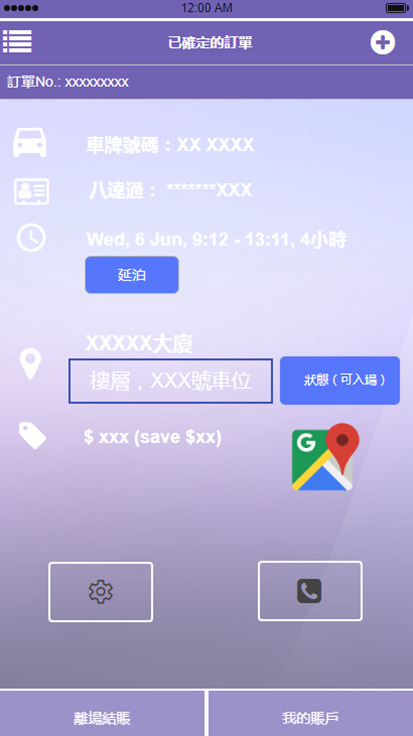 12:00 AM
已確定的訂單
訂單No.: xxxxxxxxx
車牌號碼：XX XXXX
八達通： *******XXX
Wed, 6 Jun, 9:12 - 13:11, 4小時
延泊
XXXXX大廈
樓層，XXX號車位
狀態 ( 可入場 )
$ xxx (save $xx)
G
離場結賬
我的賬戶